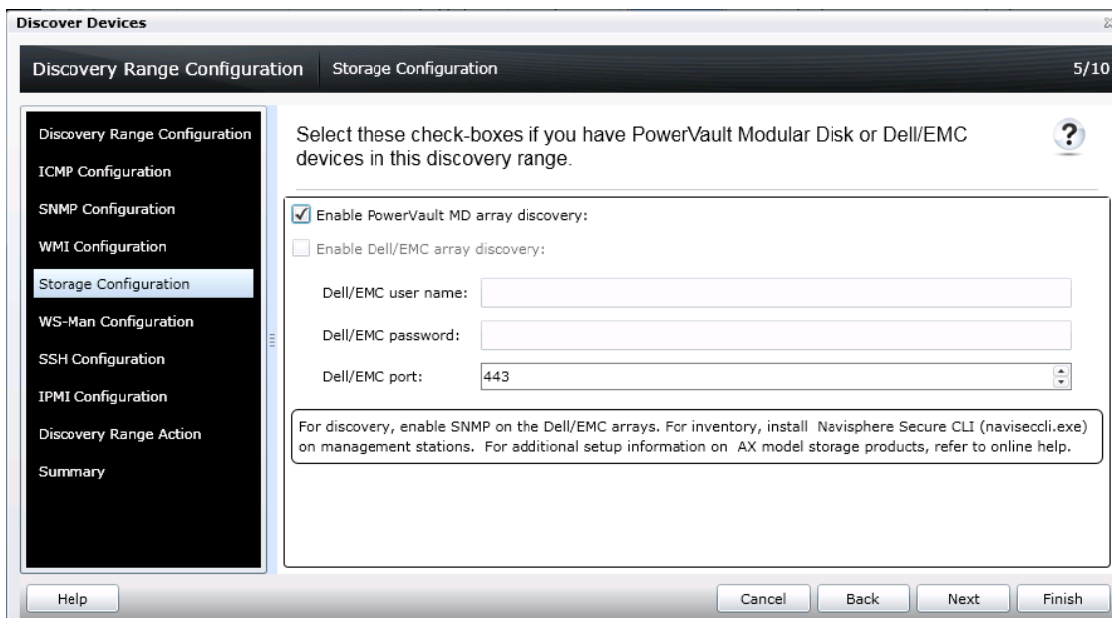 Discover Devices
Discovery Range Configuration Storage Configuration 5/10
Discovery Range Configuration
ICMP Configuration
SNMP Configuration
WMI Configuration
Storage Configuration
WS-Man Configuration
SSH Configuration
IPMI Configuration
Discovery Range Action
Summary
Select these check-boxes if you have PowerVault Modular Disk or Dell/EMC
devices in this discovery range.
?
Enable PowerVault MD array discovery:
Enable Dell/EMC array discovery:
Dell/EMC user name:
Dell/EMC password:
Dell/EMC port: 443
For discovery, enable SNMP on the Dell/EMC arrays. For inventory, install Navisphere Secure CLI (naviseccli.exe)
on management stations. For additional setup information on AX model storage products, refer to online help.
Help Cancel Back Next Finish